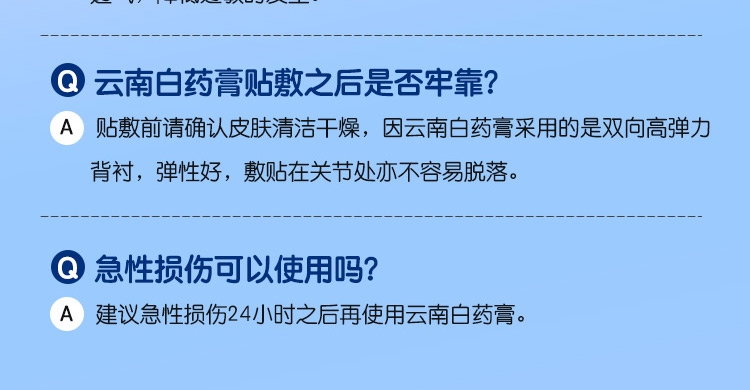 Q 云南白药膏贴敷之后是否牢靠?
A 贴敷前请确认皮肤清洁干燥，因云南白药膏采用的是双向高弹力
背衬，弹性好，敷贴在关节处亦不容易脱落。
Q 急性损伤可以使用吗?
A 建议急性损伤24小时之后再使用云南白药膏。